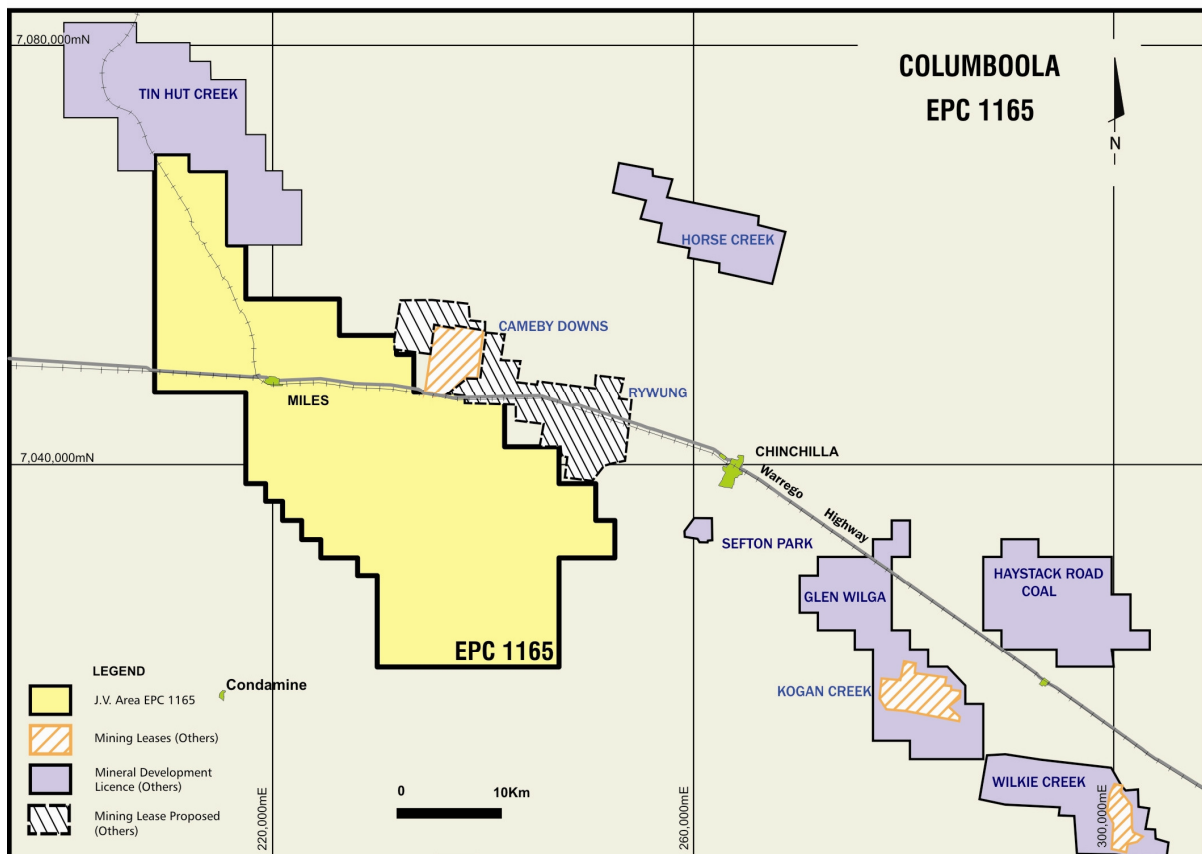 7,080,000mN
COLUMBOOLA
EPC 1165
TIN HUT CREEK
N
HORSE CREEK
CAMEBY DOWNS
RYWUNG
MILES
7,040,000mN
CHINCHILLA
Warrego
Highway
SEFTON PARK
HAYSTACK ROAD
COAL
GLEN WILGA
EPC 1165
LEGEND
Condamine
KOGAN CREEK
J.V. Area EPC 1165
Mining Leases (Others)
Mineral Development
Licence (Others)
WILKIE CREEK
0 10Km
Mining Lease Proposed
(Others)
220,000mE
260,000mE
300,000mE